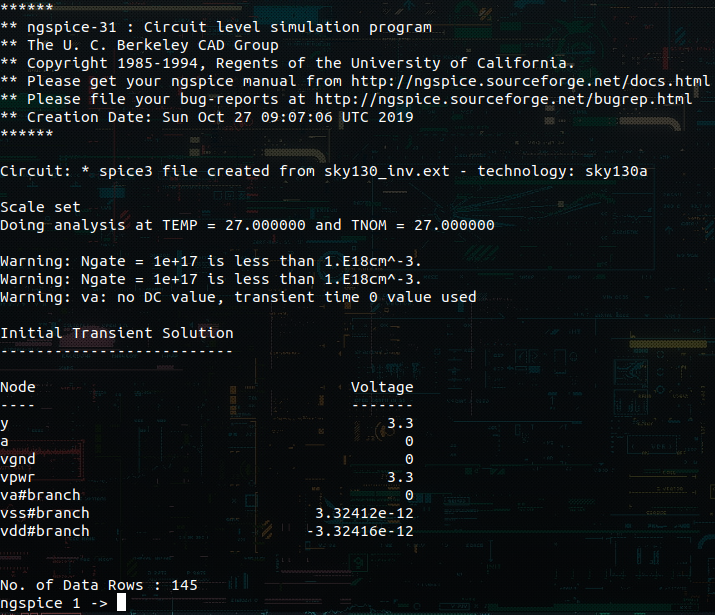 ******
** ngspice-31 : Circuit level simulation program
** The U. C. Berkeley CAD Group
** Copyright 1985-1994, Regents of the University of California.
** Please get your ngspice manual from http://ngspice.sourceforge.net/docs.html
** Please file your bug-reports at http://ngspice.sourceforge.net/bugrep.html
** Creation Date: Sun Oct 27 09:07:06 UTC 2019
******
Circuit: * spice3 file created from sky130_inv.ext - technology: sky130a
Scale set
Doing analysis at TEMP = 27.000000 and TNOM = 27.000000
Warning: Ngate = 1e+17 is less than 1.E18cm^-3.
Warning: Ngate = 1e+17 is less than 1.E18cm^-3.
Warning: va: no DC value, transient time 0 value used
Initial Transient Solution
--------------------------
Node Voltage
---- -------
y 3.3
a 0
vgnd 0
vpwr 3.3
va#branch 0
vss#branch 3.32412e-12
vdd#branch -3.32416e-12
No. of Data Rows : 145
ngspice 1 ->